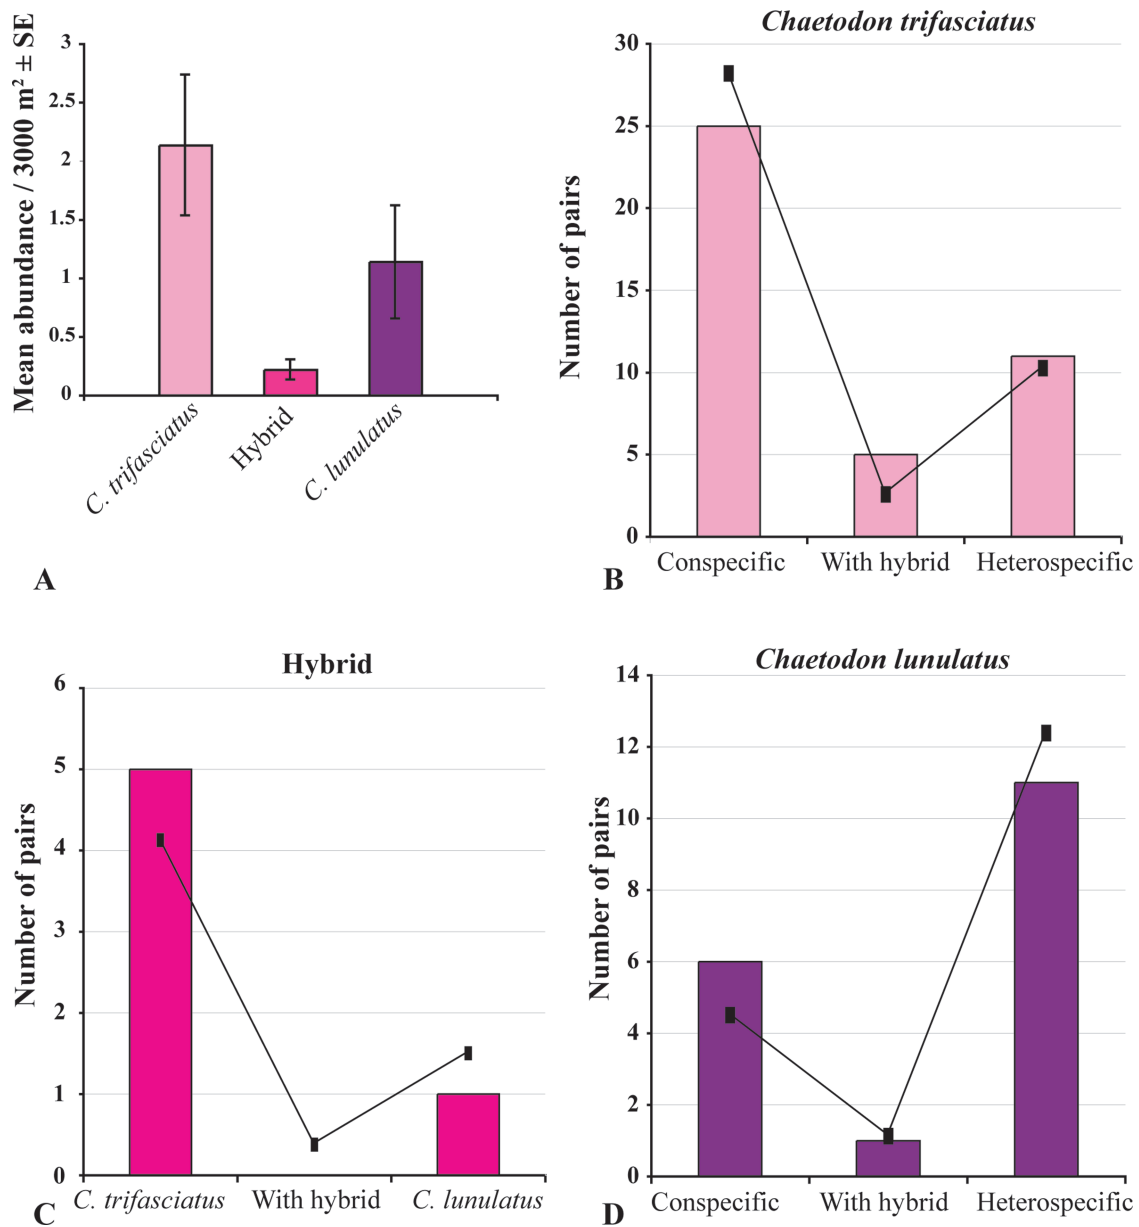 Mean abundance / 3000 m² ± SE
3
2.5
2
1.5
1
0.5
0
C. trifasciatus
Hybrid
C. lunulatus
A
Chaetodon trifasciatus
Number of pairs
30
25
20
15
10
5
0
Conspecific
With hybrid
Heterospecific
B
Hybrid
Number of pairs
6
5
4
3
2
1
0
C. trifasciatus
With hybrid
C. lunulatus
C
Chaetodon lunulatus
Number of pairs
14
12
10
8
6
4
2
0
Conspecific
With hybrid
Heterospecific
D